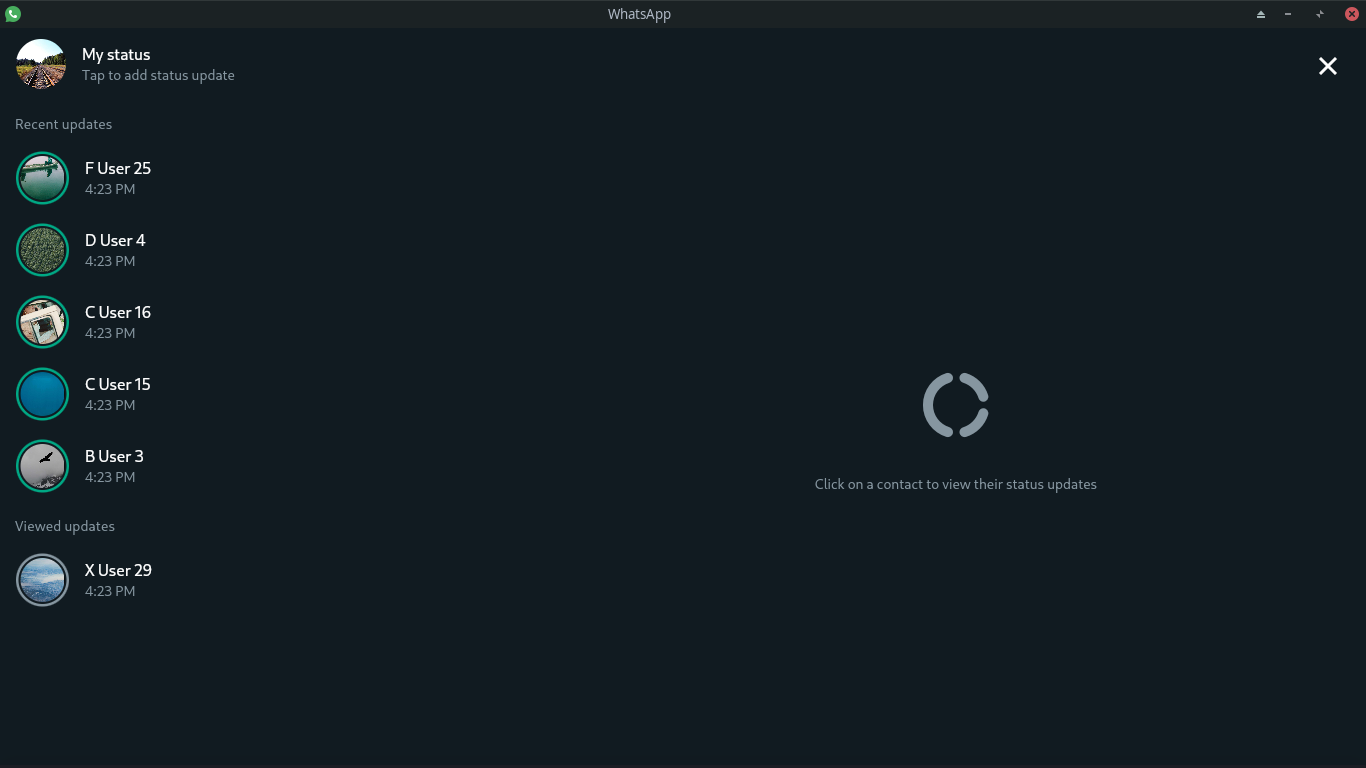 WhatsApp
My status
Tap to add status update
Recent updates
F User 25
4:23 PM
D User 4
4:23 PM
C User 16
4:23 PM
C User 15
4:23 PM
B User 3
4:23 PM
Viewed updates
X User 29
4:23 PM
Click on a contact to view their status updates